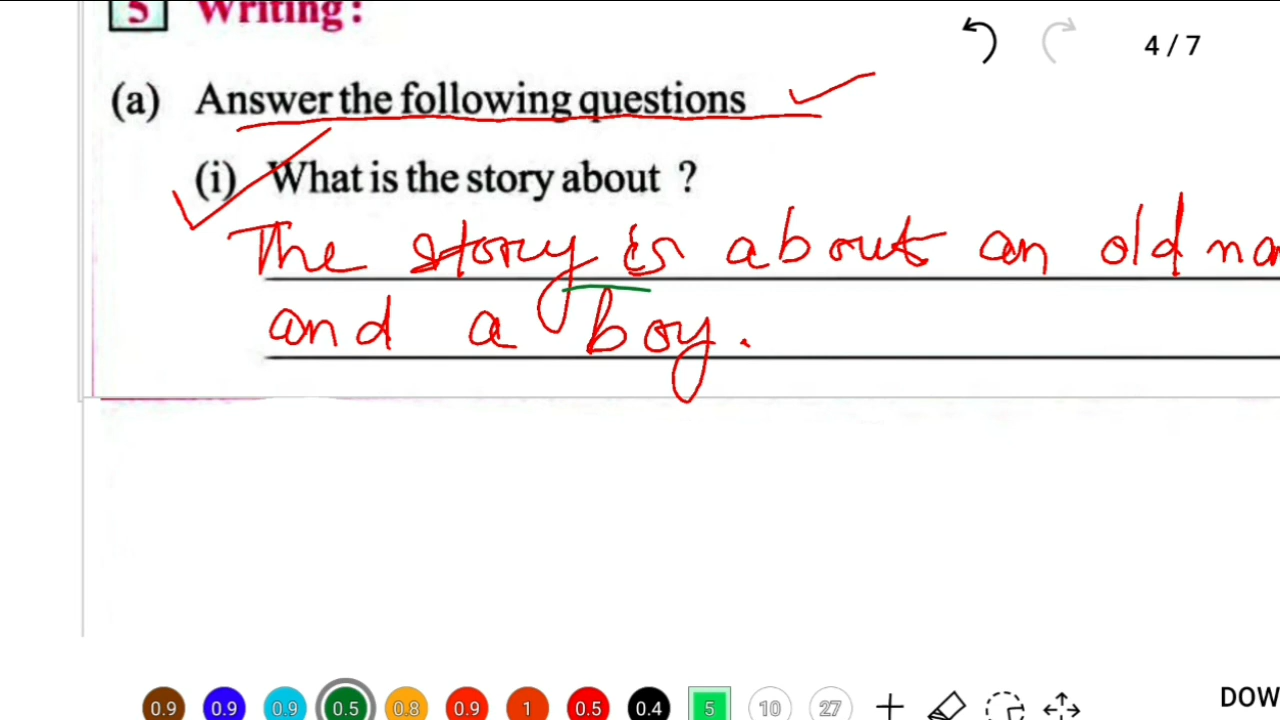 5 Writing:
4 / 7
(a) Answer the following questions
(i) What is the story about ?
The story is about an old
and a boy.
0.9 0.9 0.9 0.5 0.8 0.9 1 0.5 0.4 5 10 27
DOW